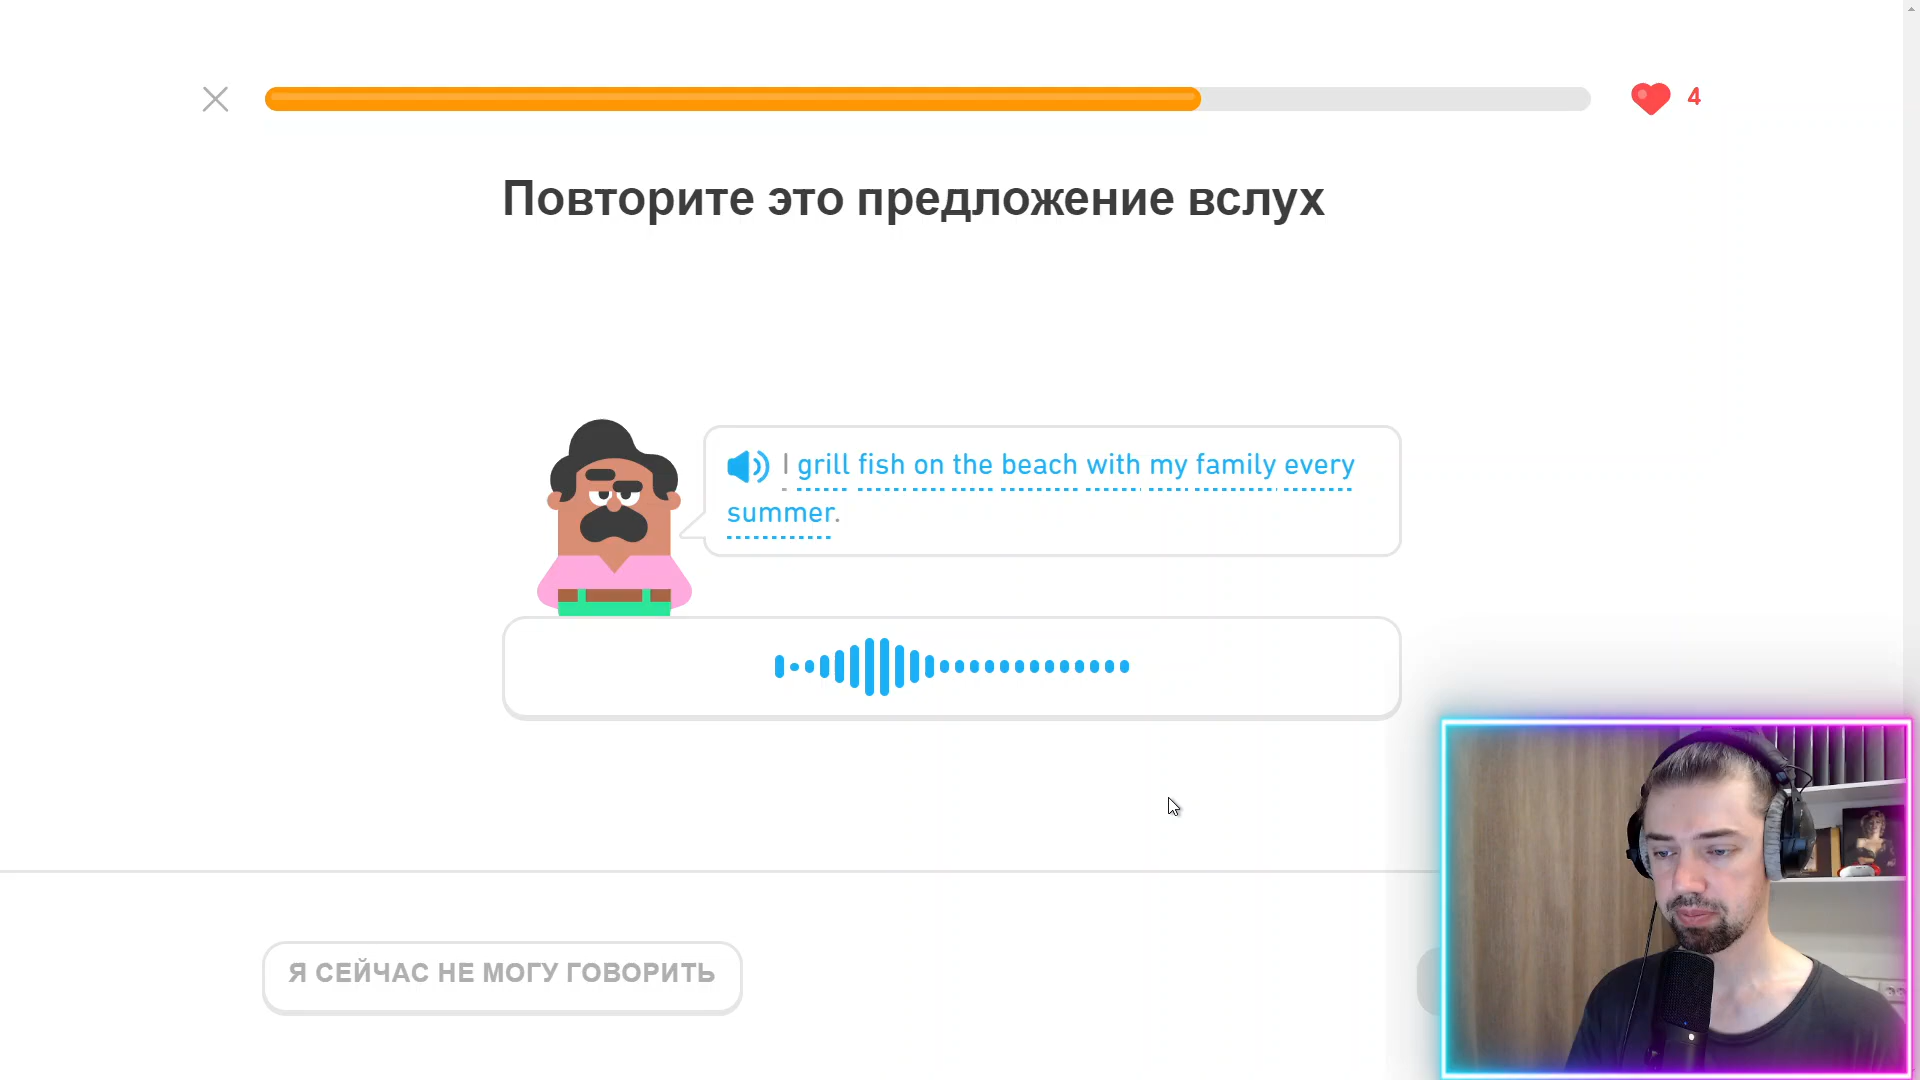 4
Повторите это предложение вслух
I grill fish on the beach with my family every
summer.
Я СЕЙЧАС НЕ МОГУ ГОВОРИТЬ